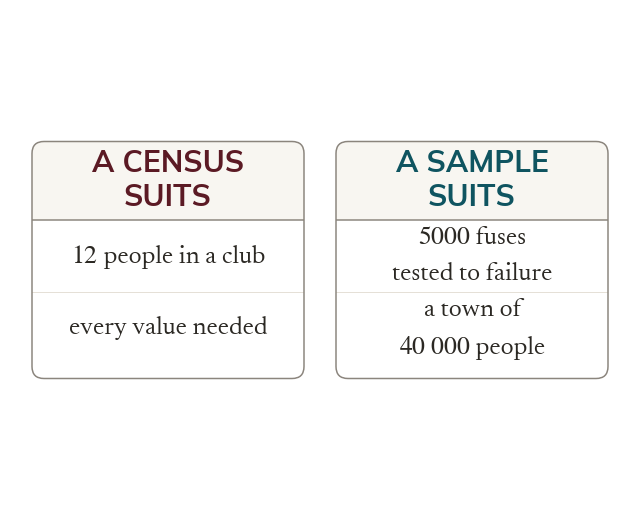 A CENSUS
SUITS
12 people in a club
every value needed
A SAMPLE
SUITS
5000 fuses
tested to failure
a town of
40 000 people